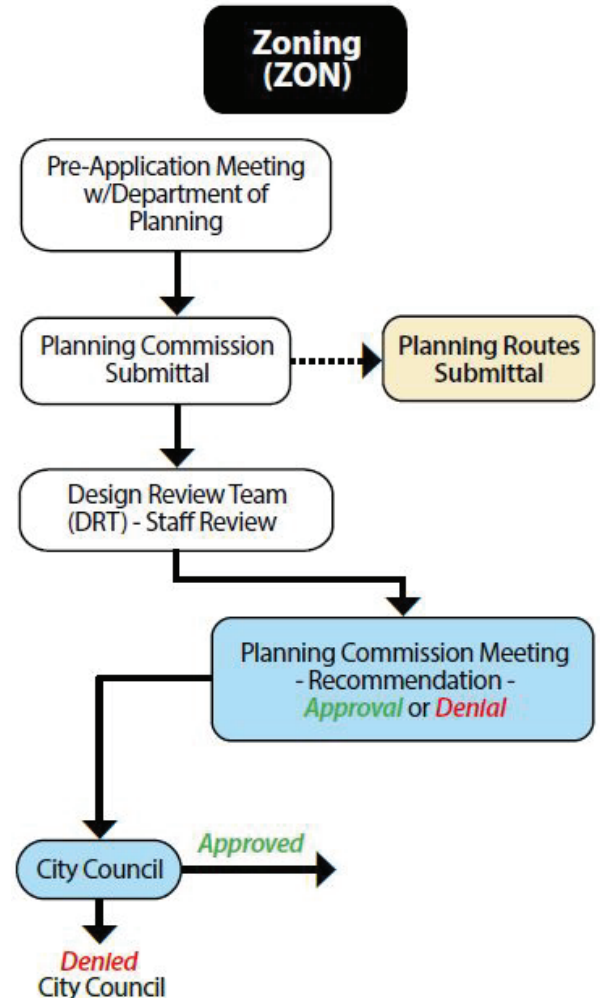 Zoning
(ZON)
Pre-Application Meeting
w/Department of
Planning
Planning Commission
Submittal
Planning Routes
Submittal
Design Review Team
(DRT) - Staff Review
Planning Commission Meeting
- Recommendation -
Approval or Denial
City Council
Approved
Denied
City Council